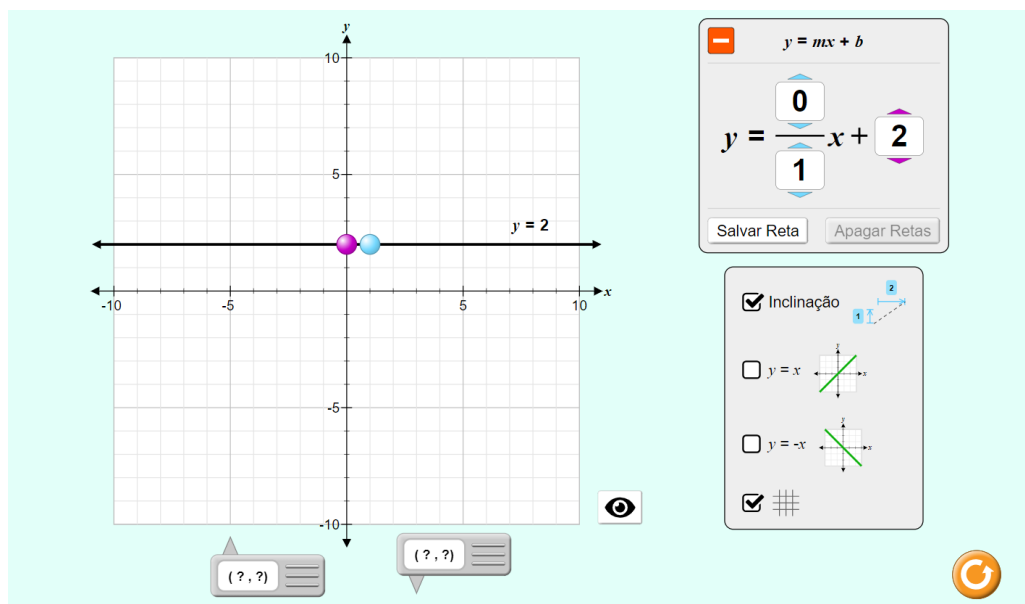 y
10
5
y = 2
-10
-5
5
10
x
-5
-10
( ? , ?)
( ? , ?)
y = mx + b
0
y = x + 2
1
Salvar Reta
Apagar Retas
Inclinação
2
1
y = x
y
x
y = -x
y
x